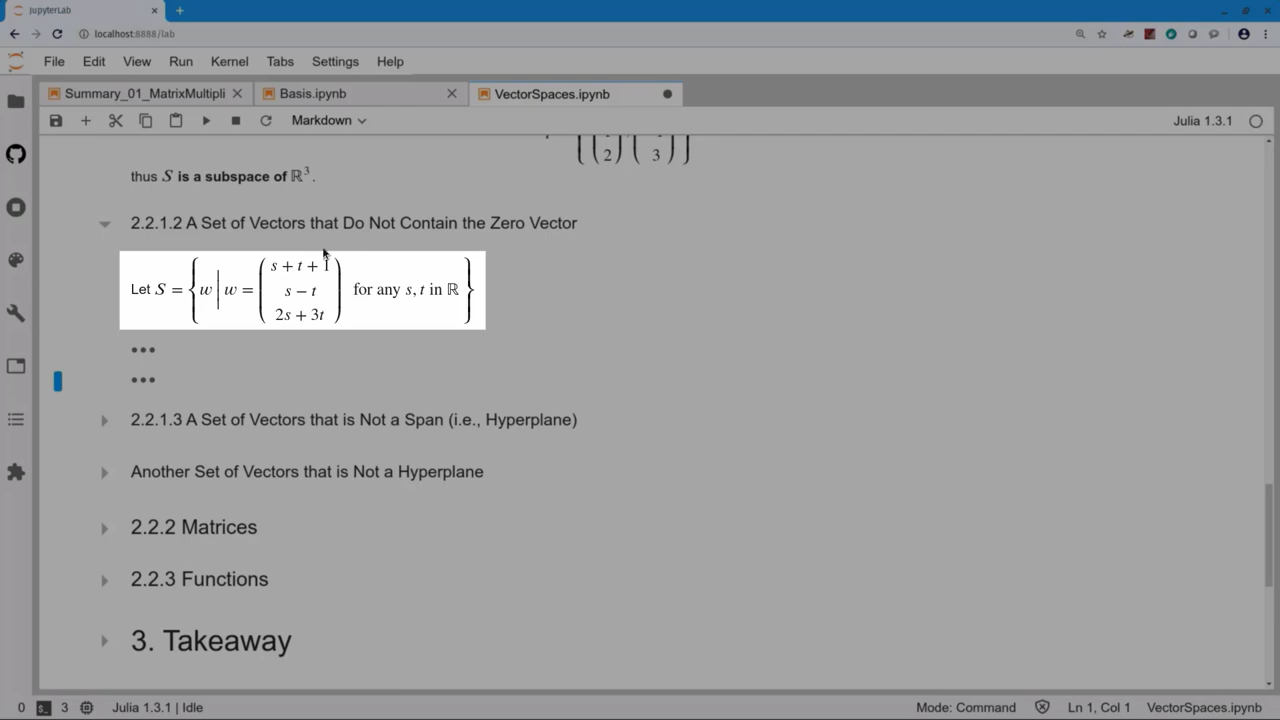 JupyterLab
localhost:8888/lab
File Edit View Run Kernel Tabs Settings Help
Summary_01_MatrixMultipli Basis.ipynb VectorSpaces.ipynb
Markdown Julia 1.3.1
2 3
thus S is a subspace of ℝ³.
2.2.1.2 A Set of Vectors that Do Not Contain the Zero Vector
s + t + 1
Let S = { w | w = ( s − t ) for any s, t in ℝ }
2s + 3t
•••
•••
2.2.1.3 A Set of Vectors that is Not a Span (i.e., Hyperplane)
Another Set of Vectors that is Not a Hyperplane
2.2.2 Matrices
2.2.3 Functions
3. Takeaway
0 $_ 3 Julia 1.3.1 | Idle Mode: Command Ln 1, Col 1 VectorSpaces.ipynb